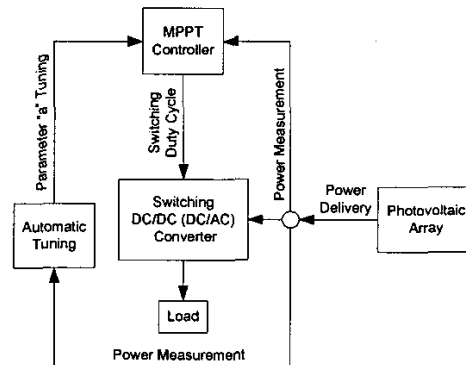 MPPT
Controller
Parameter "a" Tuning
Switching
Duty Cycle
Power Measurement
Switching
DC/DC (DC/AC)
Converter
Power
Delivery
Photovoltaic
Array
Automatic
Tuning
Load
Power Measurement